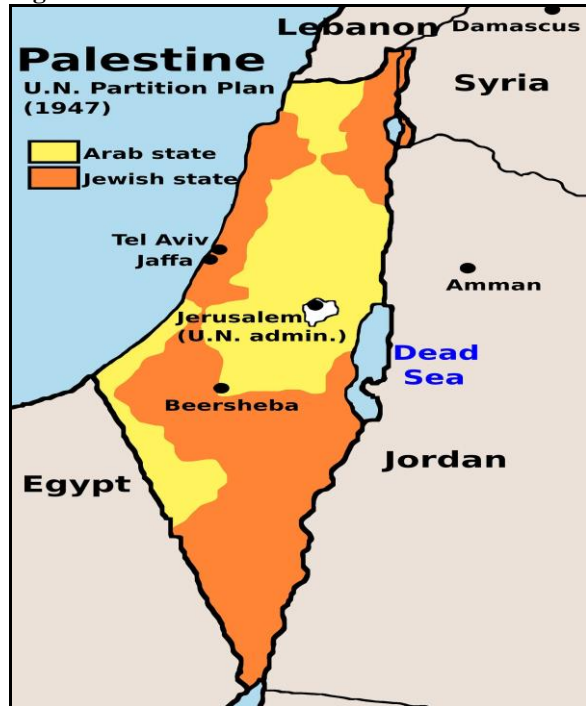 Lebanon
Damascus
Palestine
U.N. Partition Plan
(1947)
Syria
Arab state
Jewish state
Tel Aviv
Jaffa
Amman
Jerusalem
(U.N. admin.)
Dead
Sea
Beersheba
Jordan
Egypt